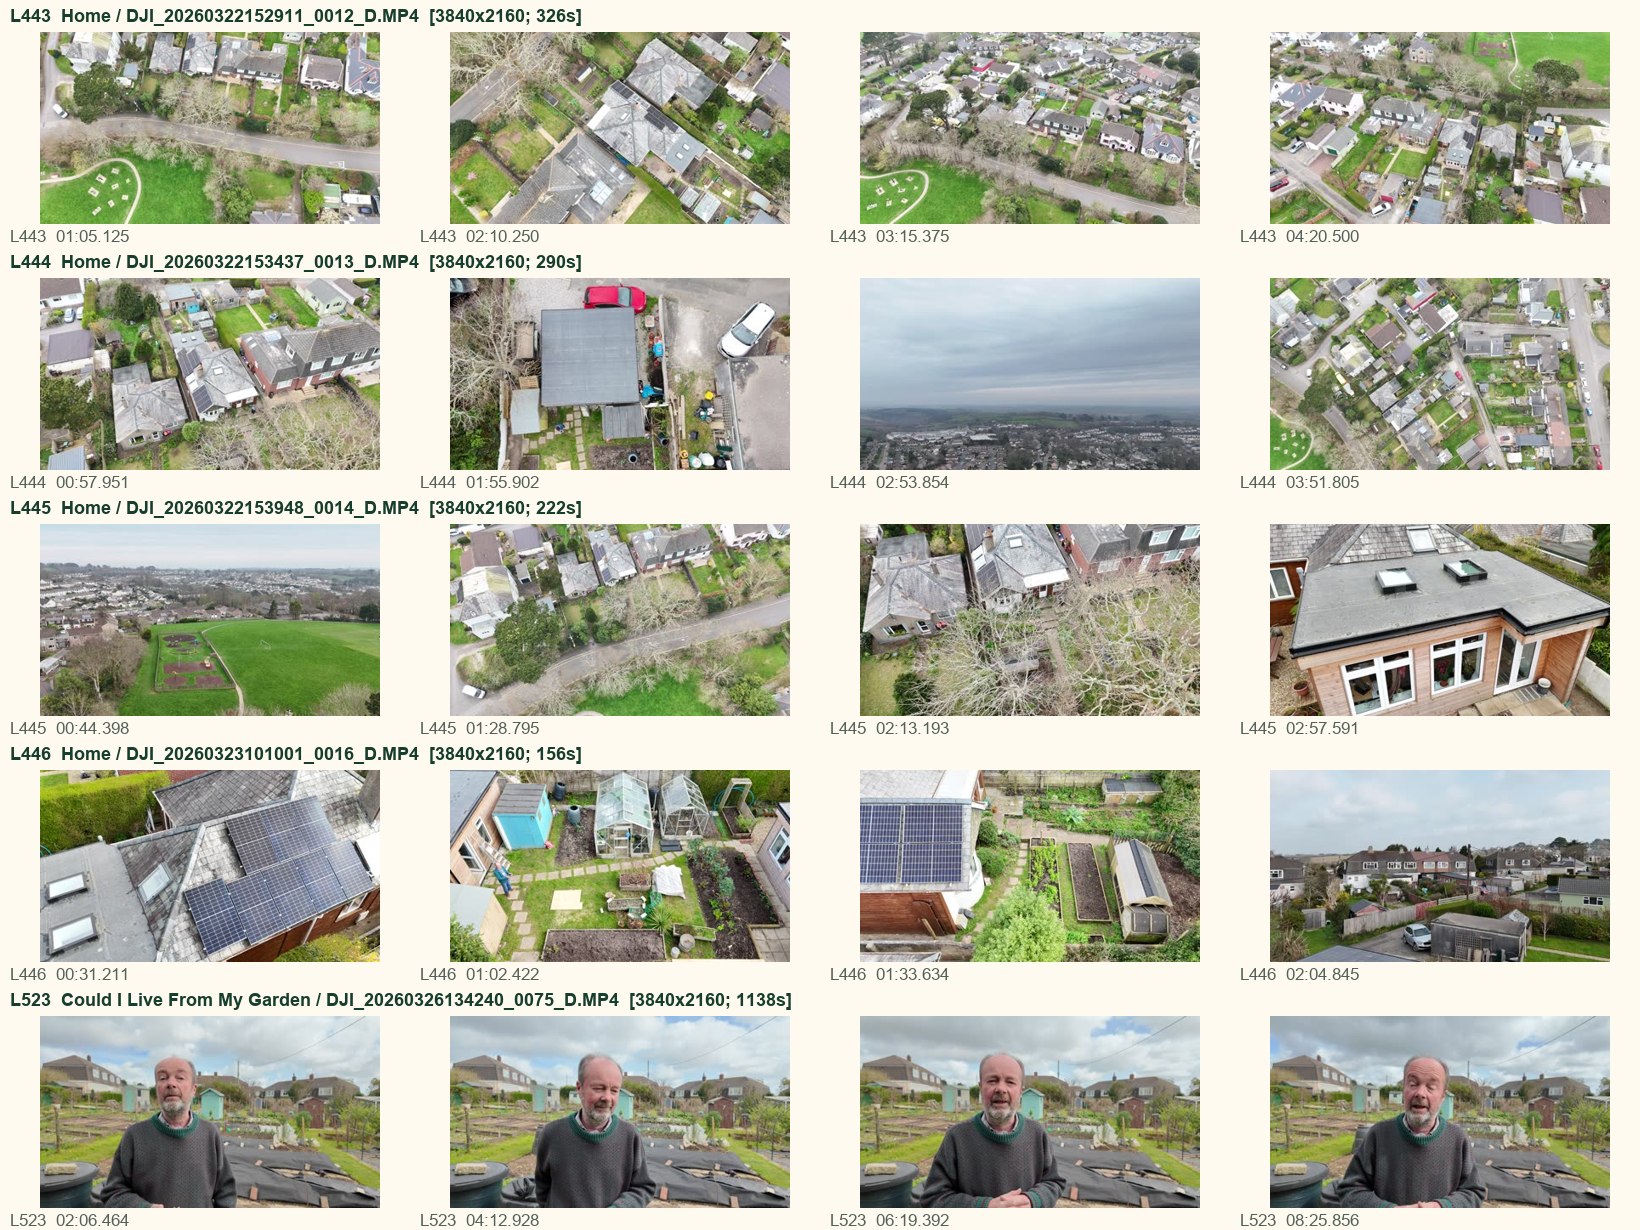 L443  Home / DJI_20260322152911_0012_D.MP4  [3840x2160; 326s]
L443  01:05.125
L443  02:10.250
L443  03:15.375
L443  04:20.500
L444  Home / DJI_20260322153437_0013_D.MP4  [3840x2160; 290s]
L444  00:57.951
L444  01:55.902
L444  02:53.854
L444  03:51.805
L445  Home / DJI_20260322153948_0014_D.MP4  [3840x2160; 222s]
L445  00:44.398
L445  01:28.795
L445  02:13.193
L445  02:57.591
L446  Home / DJI_20260323101001_0016_D.MP4  [3840x2160; 156s]
L446  00:31.211
L446  01:02.422
L446  01:33.634
L446  02:04.845
L523  Could I Live From My Garden / DJI_20260326134240_0075_D.MP4  [3840x2160; 1138s]
L523  02:06.464
L523  04:12.928
L523  06:19.392
L523  08:25.856